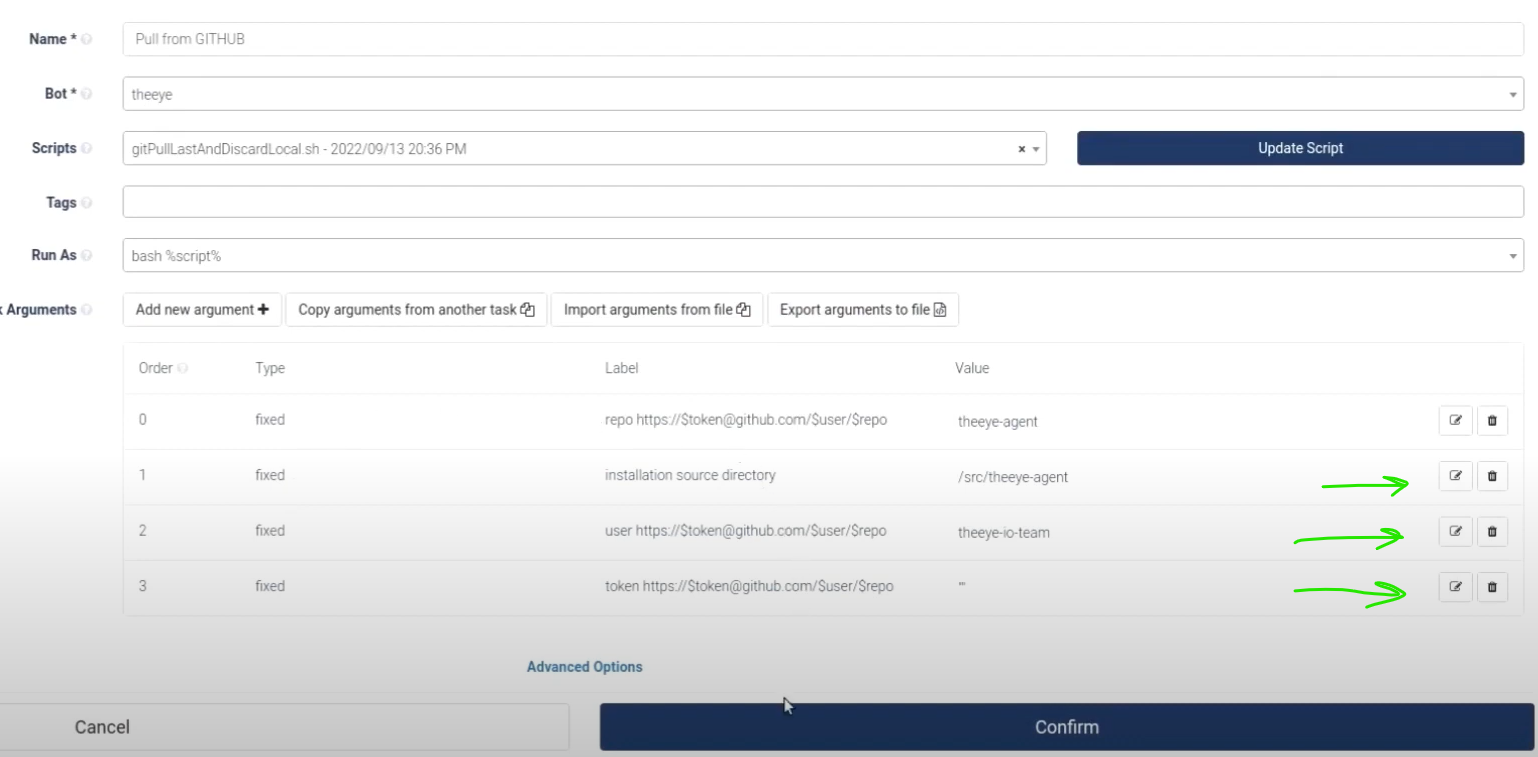 Name *
Pull from GITHUB
Bot *
theeye
Scripts
gitPullLastAndDiscardLocal.sh - 2022/09/13 20:36 PM
×
Update Script
Tags
Run As
bash %script%
Arguments
Add new argument +
Copy arguments from another task
Import arguments from file
Export arguments to file
Order Type Label Value
0 fixed repo https://$token@github.com/$user/$repo theeye-agent
1 fixed installation source directory /src/theeye-agent
2 fixed user https://$token@github.com/$user/$repo theeye-io-team
3 fixed token https://$token@github.com/$user/$repo
Advanced Options
Cancel
Confirm